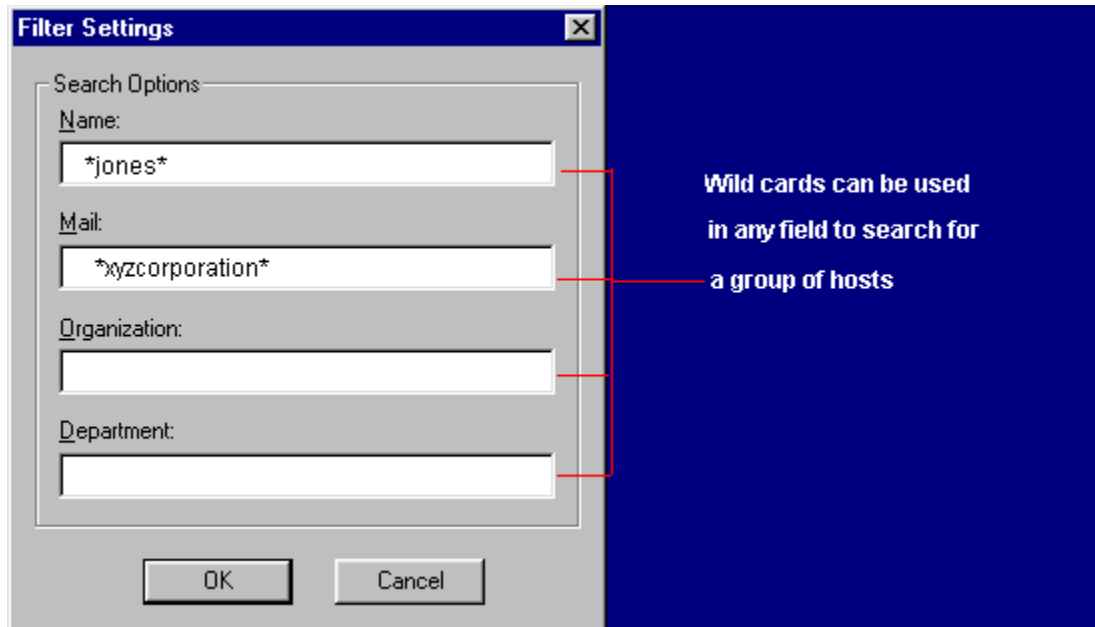 Filter Settings
Search Options
Name:
*jones*
Mail:
*xyzcorporation*
Organization:
Department:
OK Cancel
Wild cards can be used
in any field to search for
a group of hosts